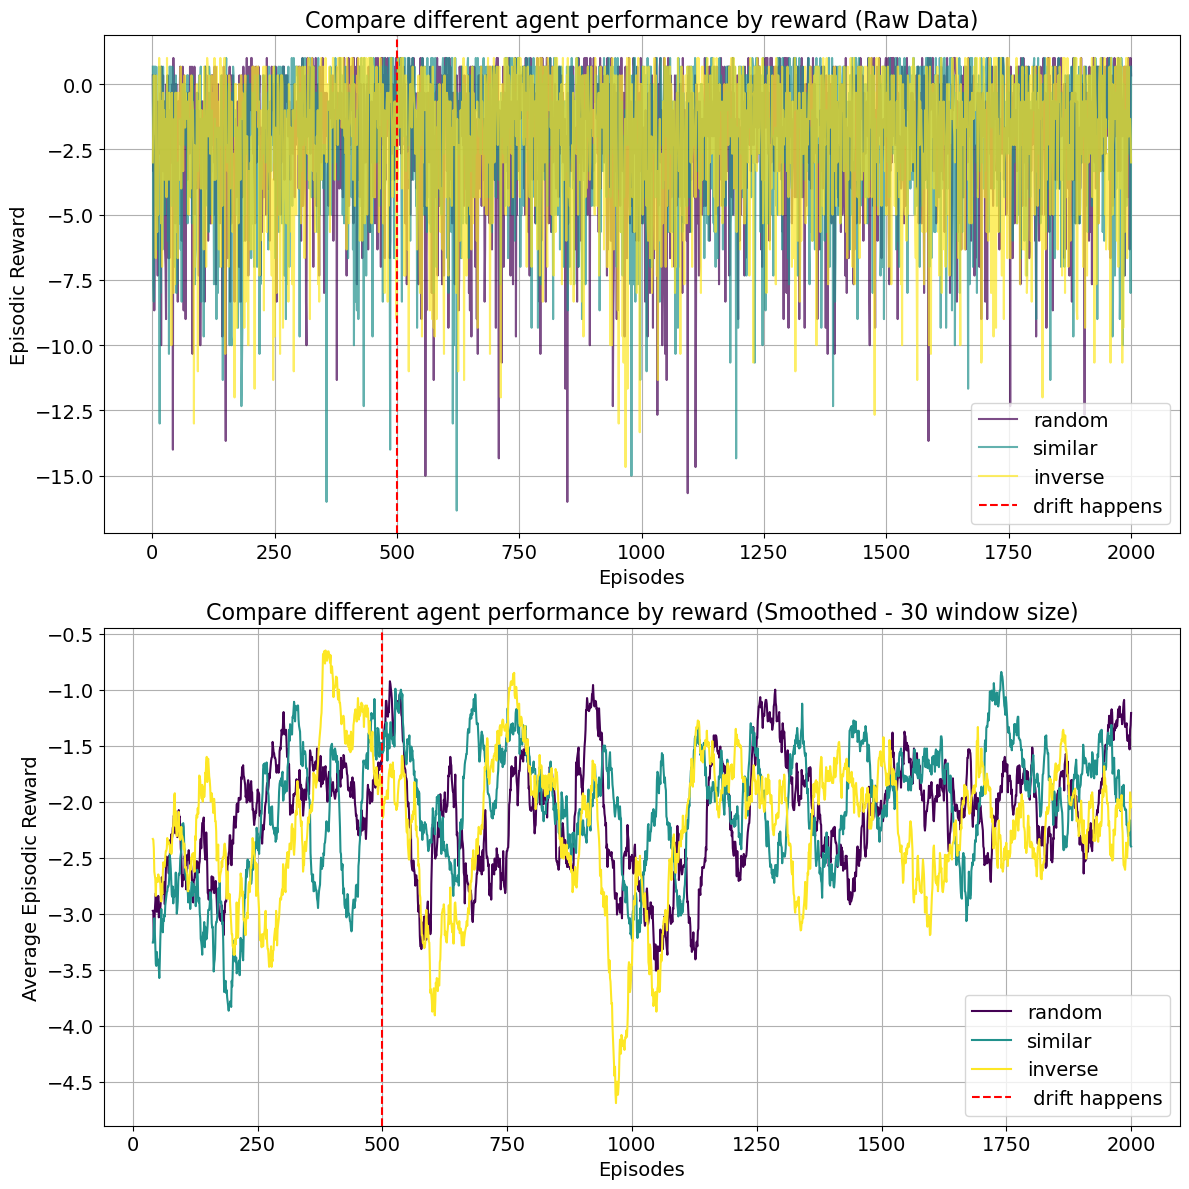 Compare different agent performance by reward (Raw Data)
Episodic Reward
0.0
−2.5
−5.0
−7.5
−10.0
−12.5
−15.0
random
similar
inverse
drift happens
0 250 500 750 1000 1250 1500 1750 2000
Episodes
Compare different agent performance by reward (Smoothed - 30 window size)
Average Episodic Reward
−0.5
−1.0
−1.5
−2.0
−2.5
−3.0
−3.5
−4.0
−4.5
random
similar
inverse
drift happens
0 250 500 750 1000 1250 1500 1750 2000
Episodes